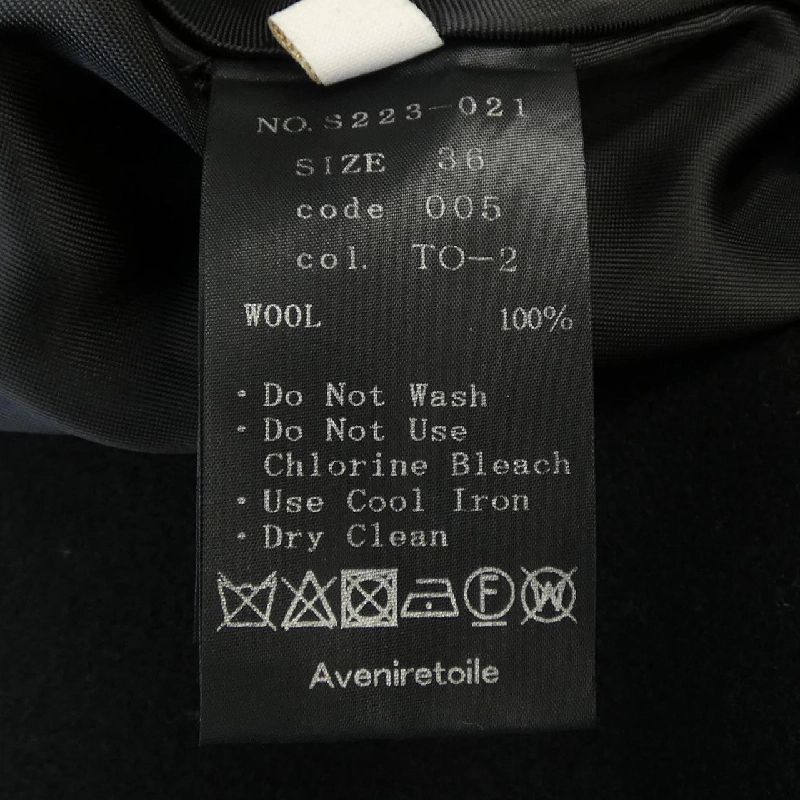 NO. S223-021
SIZE 36
code 005
col. TO-2
WOOL 100%
・Do Not Wash
・Do Not Use
Chlorine Bleach
・Use Cool Iron
・Dry Clean
F W
Aveniretoile